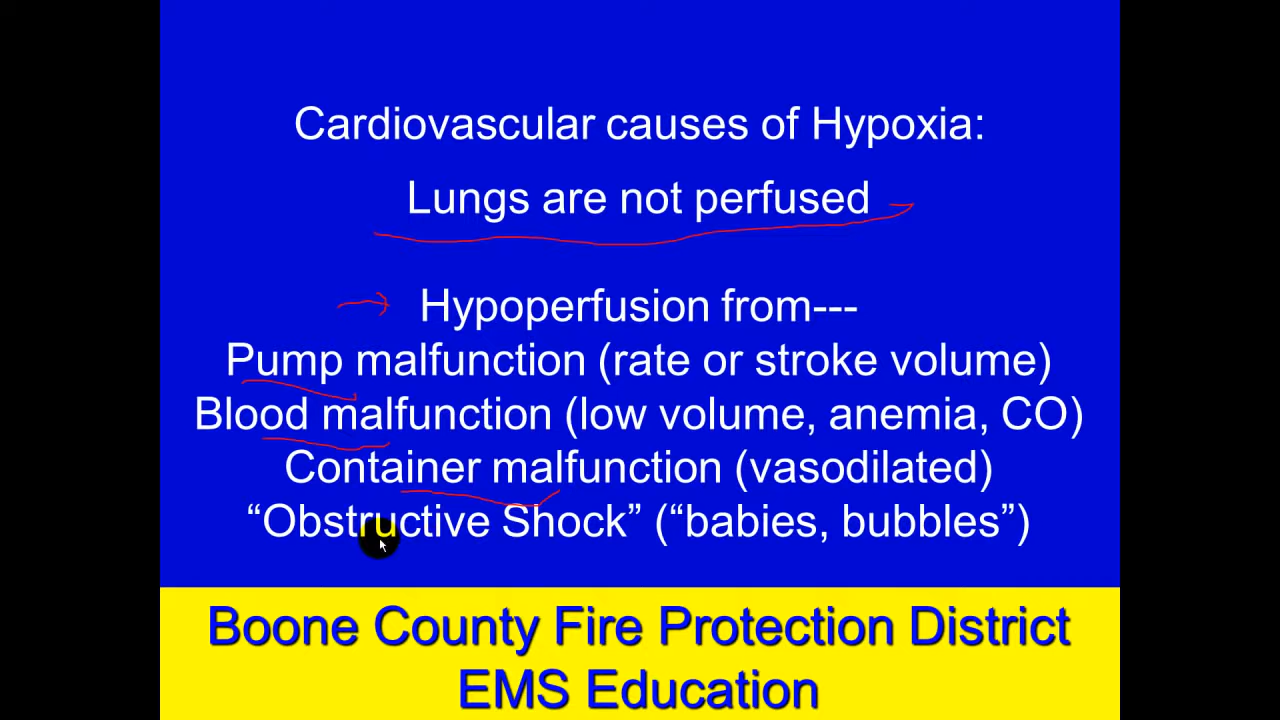 Cardiovascular causes of Hypoxia:
Lungs are not perfused
Hypoperfusion from---
Pump malfunction (rate or stroke volume)
Blood malfunction (low volume, anemia, CO)
Container malfunction (vasodilated)
“Obstructive Shock” (“babies, bubbles”)
Boone County Fire Protection District
EMS Education